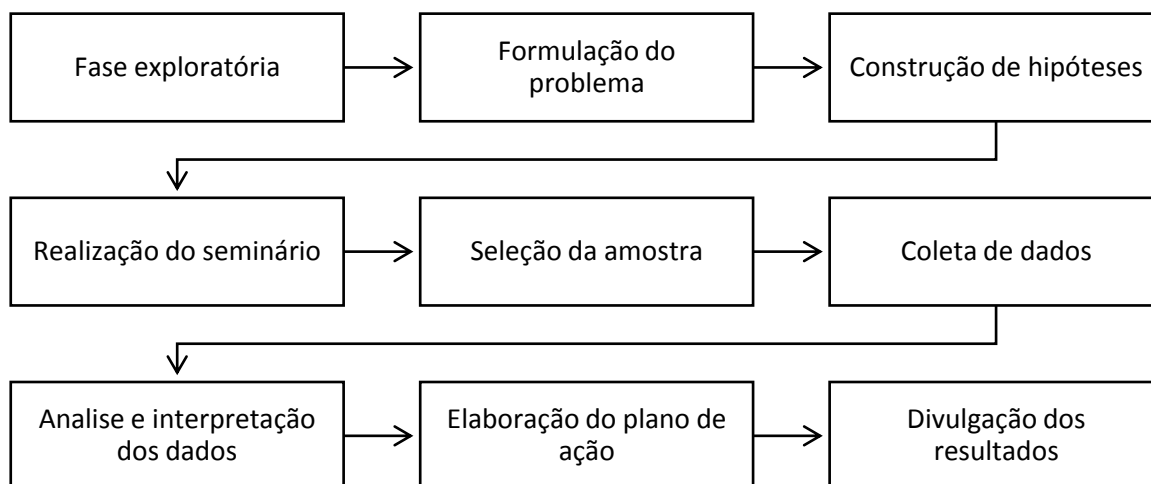 Fase exploratória
Formulação do
problema
Construção de hipóteses
Realização do seminário
Seleção da amostra
Coleta de dados
Analise e interpretação
dos dados
Elaboração do plano de
ação
Divulgação dos
resultados